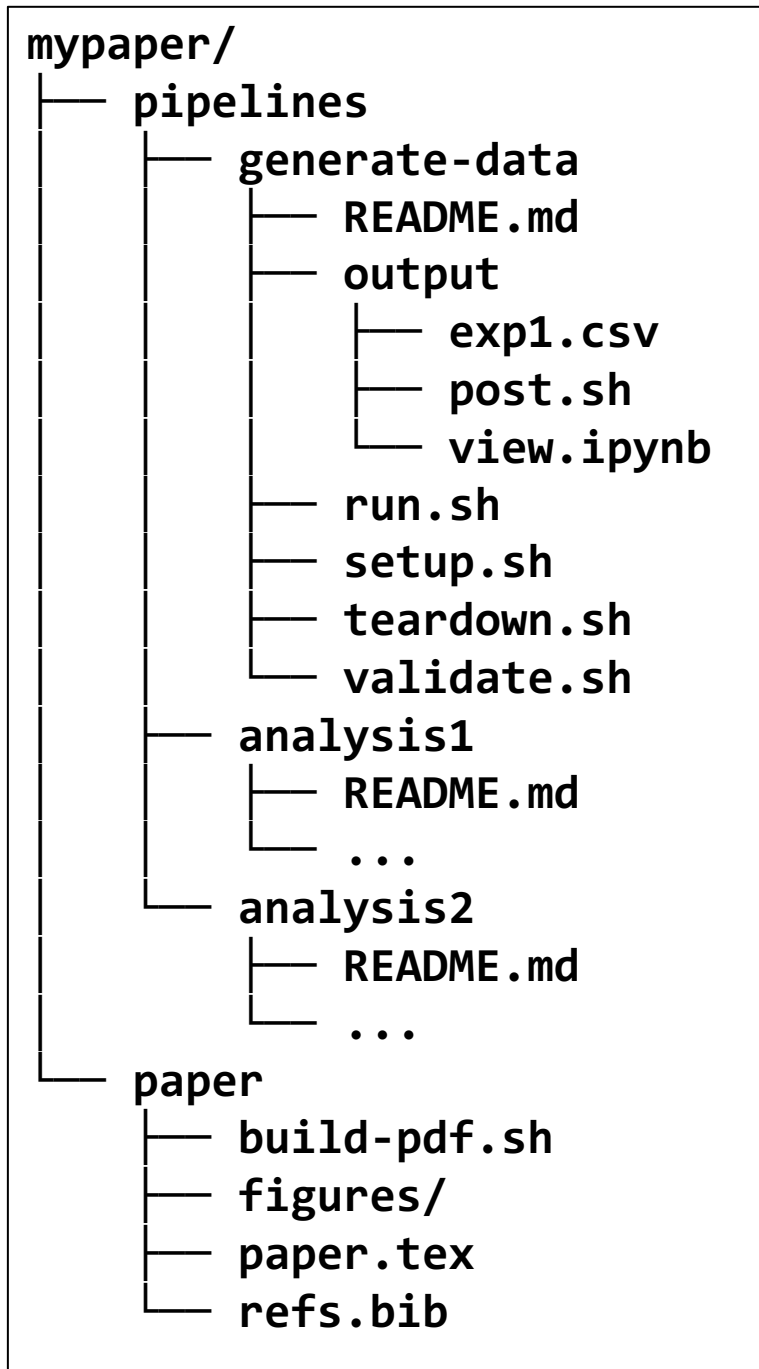 mypaper/
├── pipelines
│   ├── generate-data
│   │   ├── README.md
│   │   ├── output
│   │   │   ├── exp1.csv
│   │   │   ├── post.sh
│   │   │   └── view.ipynb
│   │   ├── run.sh
│   │   ├── setup.sh
│   │   ├── teardown.sh
│   │   └── validate.sh
│   ├── analysis1
│   │   ├── README.md
│   │   └── ...
│   └── analysis2
│       ├── README.md
│       └── ...
└── paper
    ├── build-pdf.sh
    ├── figures/
    ├── paper.tex
    └── refs.bib